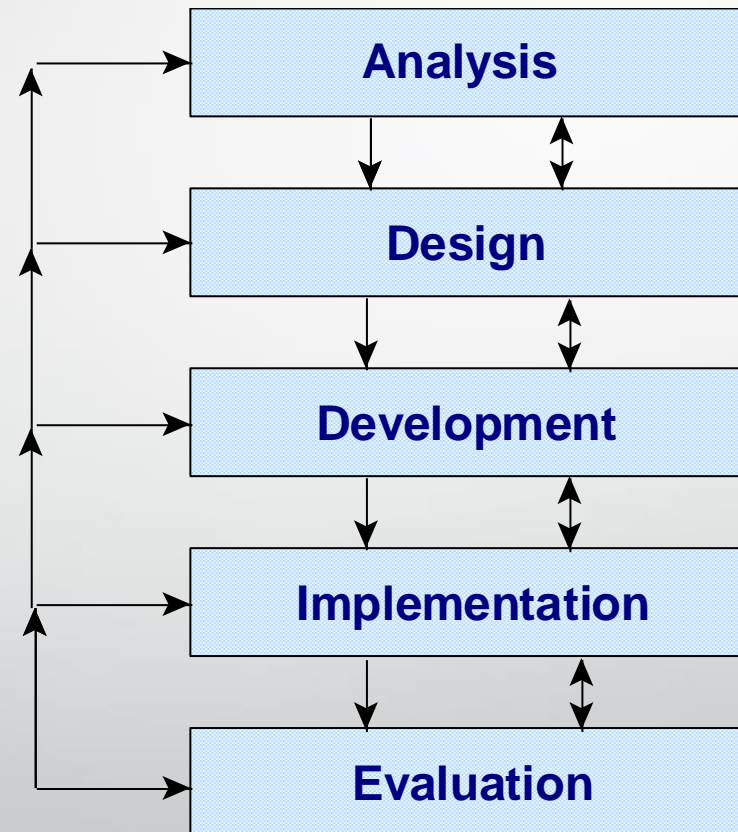 Analysis
Design
Development
Implementation
Evaluation